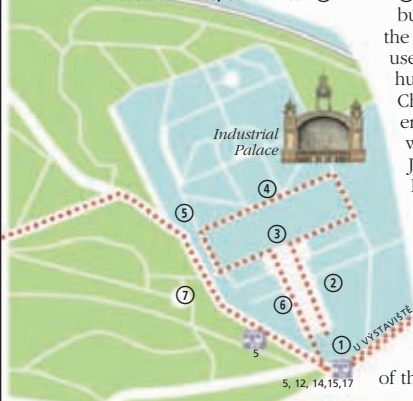 bu
the
use
hu
Ch
er
w
J
Industrial
Palace
④
⑤
③
②
⑦
⑥
①
U VÝSTAVIŠTĚ
5
5, 12, 14,15,17
of th